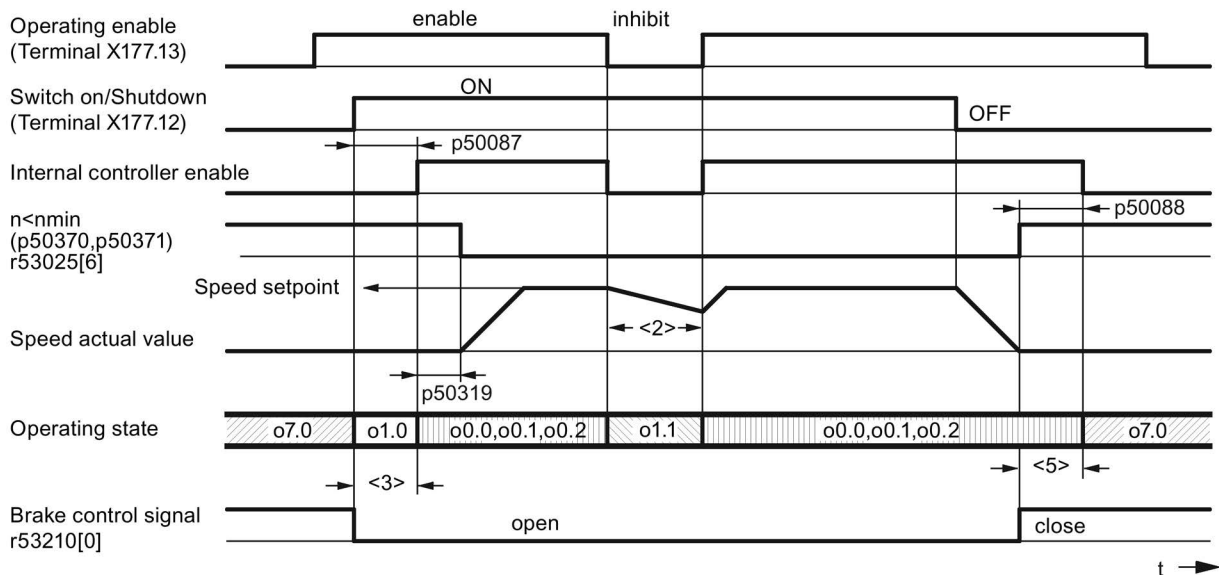 Operating enable
(Terminal X177.13)
enable
inhibit
Switch on/Shutdown
(Terminal X177.12)
ON
OFF
p50087
Internal controller enable
n<nmin
(p50370,p50371)
r53025[6]
p50088
Speed setpoint
<2>
Speed actual value
p50319
Operating state
o7.0
o1.0
o0.0,o0.1,o0.2
o1.1
o0.0,o0.1,o0.2
o7.0
<3>
<5>
Brake control signal
r53210[0]
open
close
t